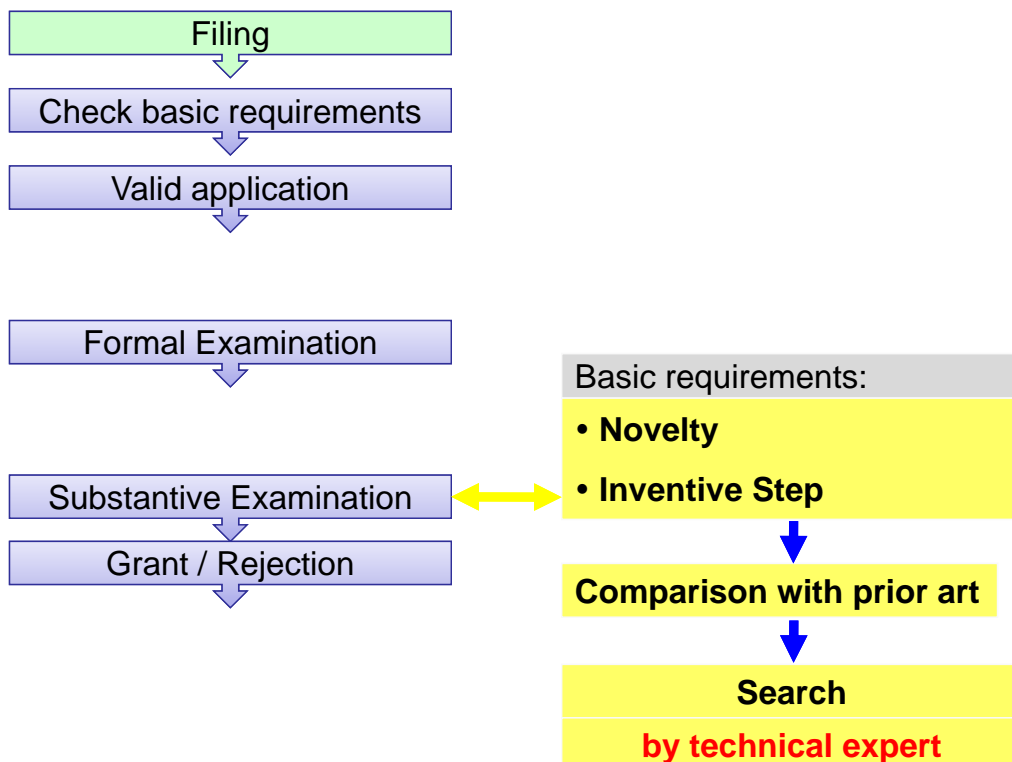 Filing
Check basic requirements
Valid application
Formal Examination
Substantive Examination
Grant / Rejection
Basic requirements:
• Novelty
• Inventive Step
Comparison with prior art
Search
by technical expert